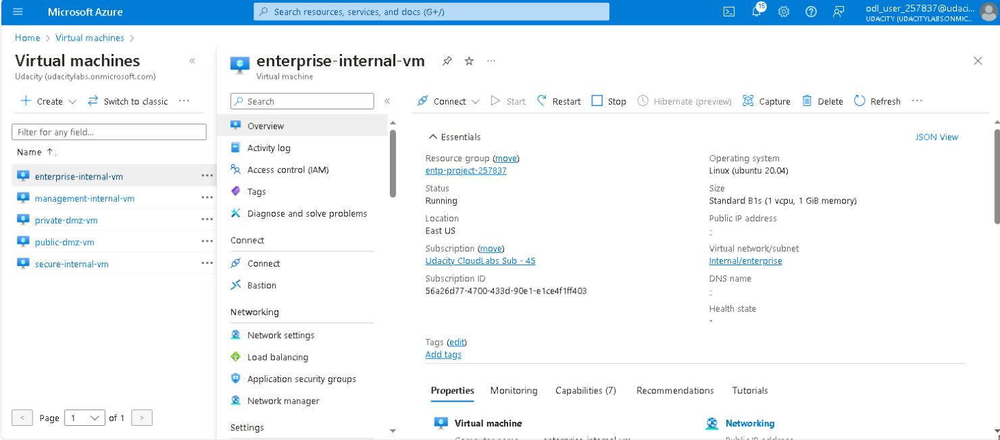 Microsoft Azure
Search resources, services, and docs (G+/)
15
odl_user_257837@udaci...
UDACITY (UDACITYLABS.ONMIC...
Home > Virtual machines >
Virtual machines
Udacity (udacitylabs.onmicrosoft.com)
Create
Switch to classic
...
Filter for any field...
Name
enterprise-internal-vm
management-internal-vm
private-dmz-vm
public-dmz-vm
secure-internal-vm
< Page 1 of 1 >
enterprise-internal-vm
Virtual machine
Search
Overview
Activity log
Access control (IAM)
Tags
Diagnose and solve problems
Connect
Connect
Bastion
Networking
Network settings
Load balancing
Application security groups
Network manager
Settings
Connect
Start
Restart
Stop
Hibernate (preview)
Capture
Delete
Refresh
...
Essentials
JSON View
Resource group (move)
entp-project-257837
Status
Running
Location
East US
Subscription (move)
Udacity CloudLabs Sub - 45
Subscription ID
56a26d77-4700-433d-90e1-e1ce4f1ff403
Operating system
Linux (ubuntu 20.04)
Size
Standard B1s (1 vcpu, 1 GiB memory)
Public IP address
-
Virtual network/subnet
Internal/enterprise
DNS name
-
Health state
-
Tags (edit)
Add tags
Properties
Monitoring
Capabilities (7)
Recommendations
Tutorials
Virtual machine
Networking
Computer name
enterprise-internal-vm
Public IP address